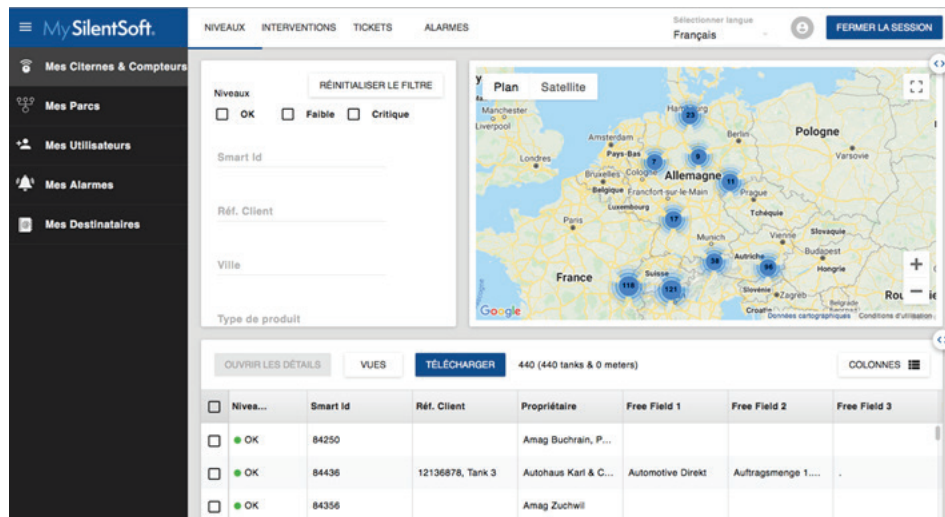 MySilentSoft.
NIVEAUX INTERVENTIONS TICKETS ALARMES
Sélectionner langue
Français
FERMER LA SESSION
Mes Citernes & Compteurs
Mes Parcs
Mes Utilisateurs
Mes Alarmes
Mes Destinataires
Niveaux
RÉINITIALISER LE FILTRE
OK Faible Critique
Smart Id
Réf. Client
Ville
Type de produit
Plan Satellite
Manchester
Liverpool
Hambourg
23
Amsterdam
Berlin
Pologne
Londres
Pays-Bas
7
9
Varsovie
Bruxelles
Cologne
Allemagne
11
Belgique
Francfort-sur-le-Main
Prague
Luxembourg
Tchéquie
Paris
17
Munich
Vienne
Slovaquie
38
Autriche
96
Budapest
Hongrie
France
Suisse
118
121
Slovénie
Zagreb
Croatie
Belgrade
Google
Données cartographiques Conditions d'utilisation
OUVRIR LES DÉTAILS VUES TÉLÉCHARGER 440 (440 tanks & 0 meters) COLONNES
Nivea... Smart Id Réf. Client Propriétaire Free Field 1 Free Field 2 Free Field 3
OK 84250 Amag Buchrain, P...
OK 84436 12136878, Tank 3 Autohaus Karl & C... Automotive Direkt Auftragsmenge 1.... .
OK 84356 Amag Zuchwil